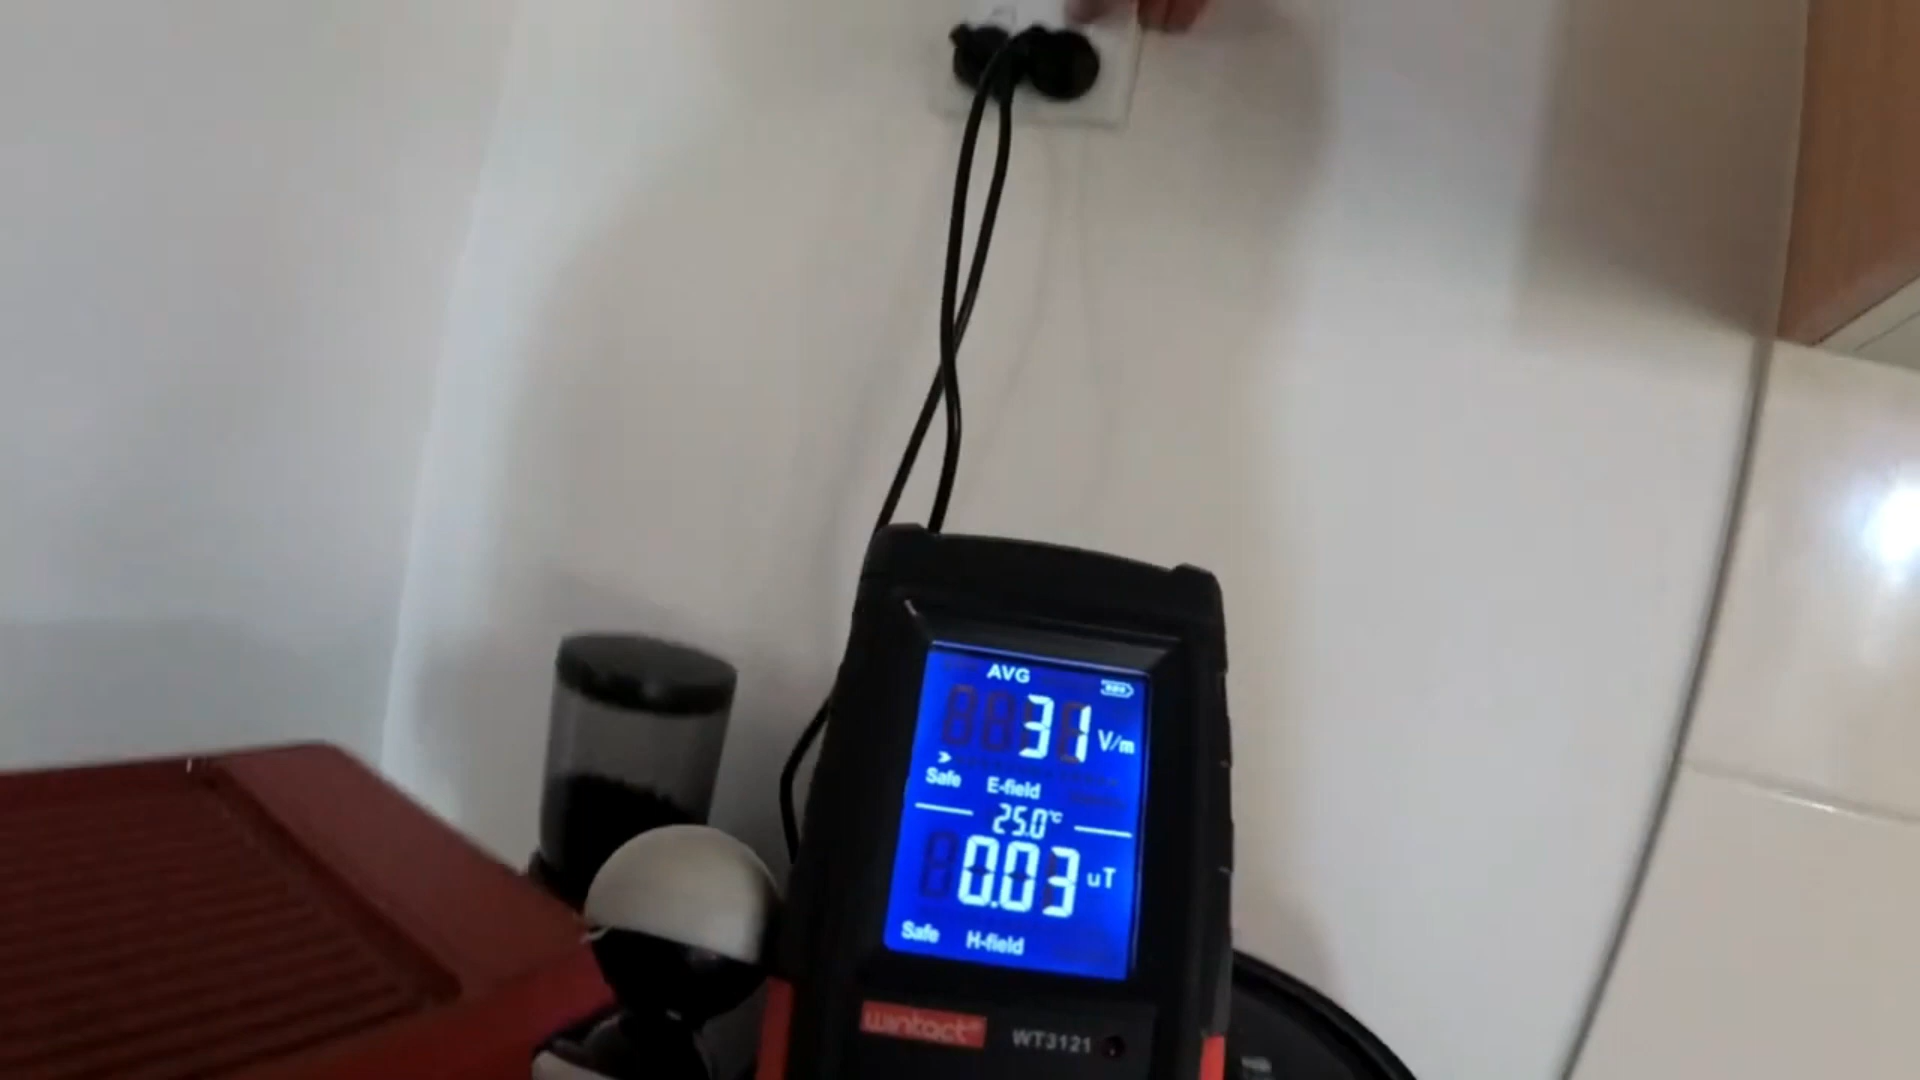 AVG
31 V/m
Safe E-field
25.0°C
0.03 uT
Safe H-field
wintact®
WT3121